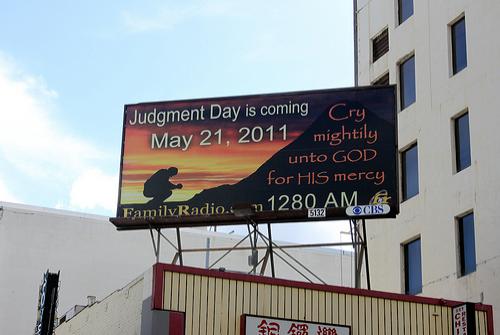 Judgment Day is coming
May 21, 2011
Cry
mightily
unto GOD
for HIS mercy
FamilyRadio.com 1280 AM
5132
CBS